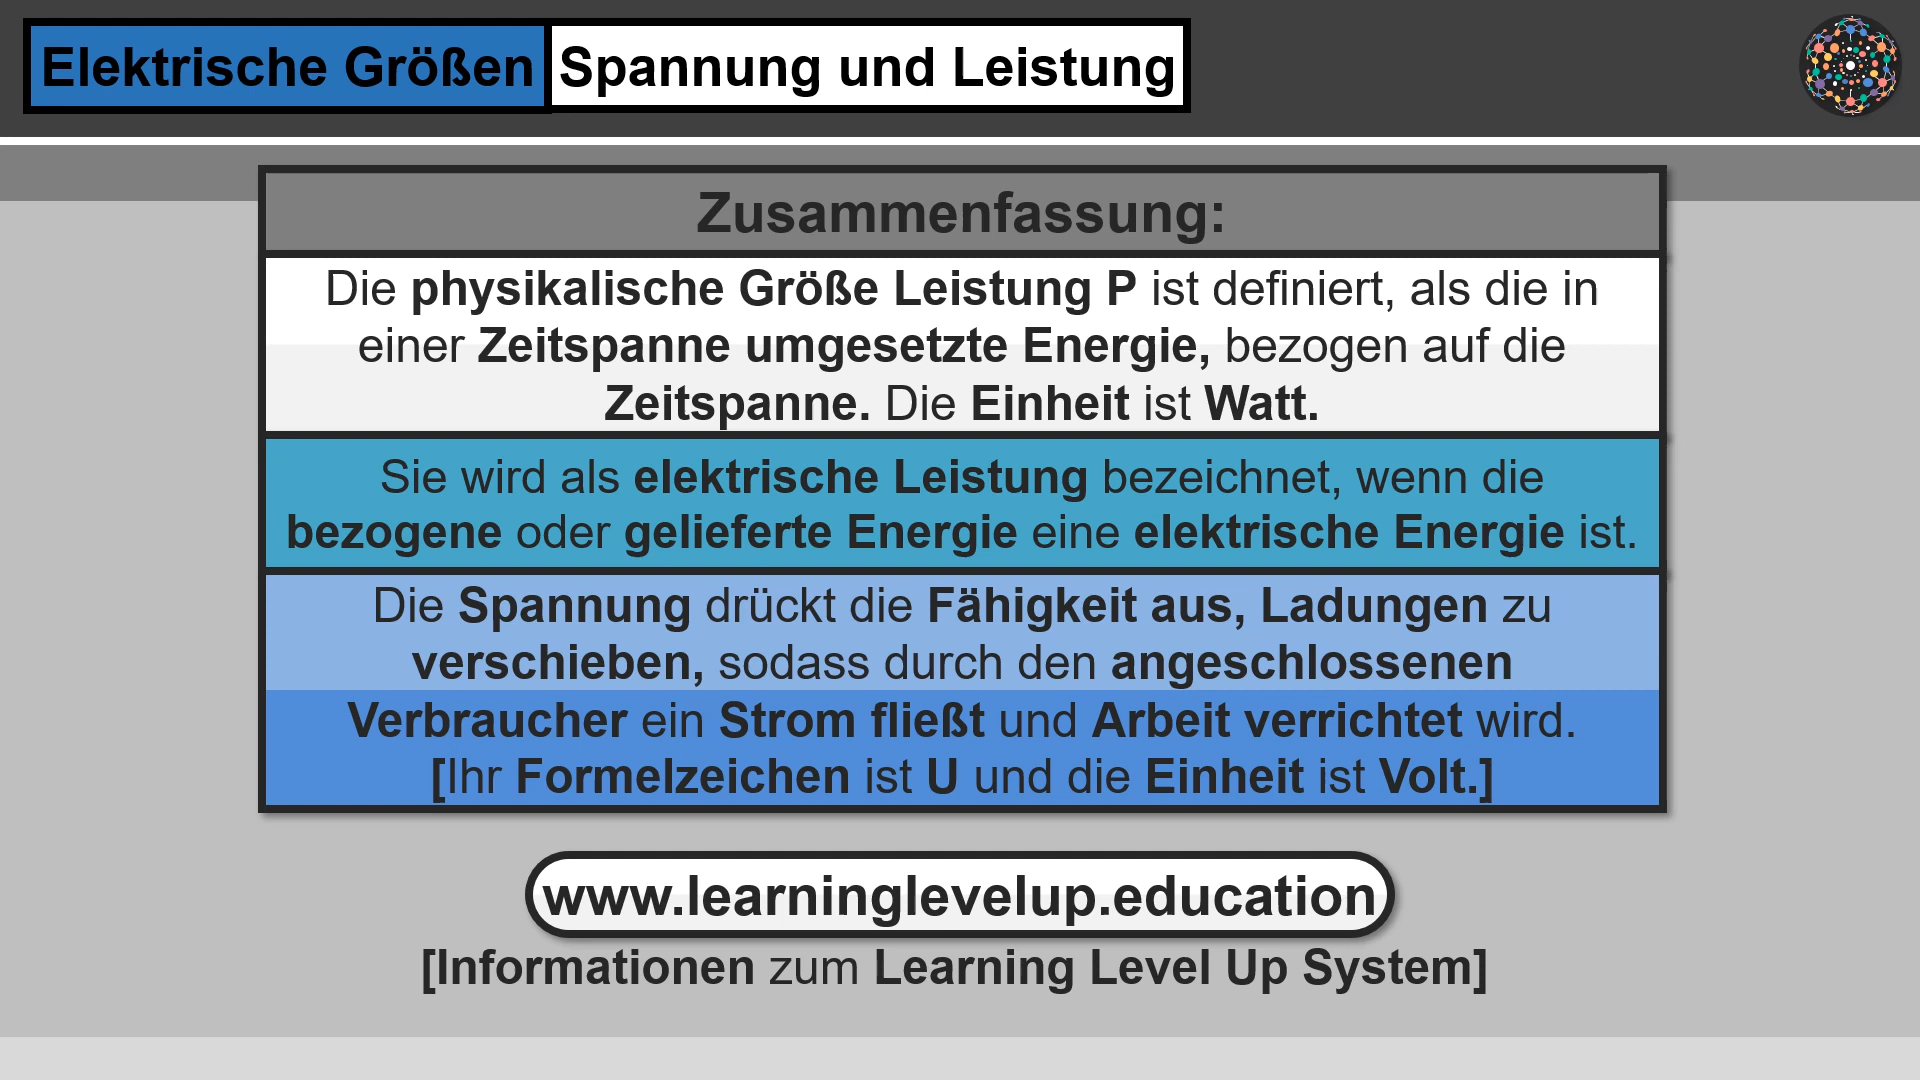 Elektrische Größen Spannung und Leistung
Zusammenfassung:
Die physikalische Größe Leistung P ist definiert, als die in
einer Zeitspanne umgesetzte Energie, bezogen auf die
Zeitspanne. Die Einheit ist Watt.
Sie wird als elektrische Leistung bezeichnet, wenn die
bezogene oder gelieferte Energie eine elektrische Energie ist.
Die Spannung drückt die Fähigkeit aus, Ladungen zu
verschieben, sodass durch den angeschlossenen
Verbraucher ein Strom fließt und Arbeit verrichtet wird.
[Ihr Formelzeichen ist U und die Einheit ist Volt.]
www.learninglevelup.education
[Informationen zum Learning Level Up System]